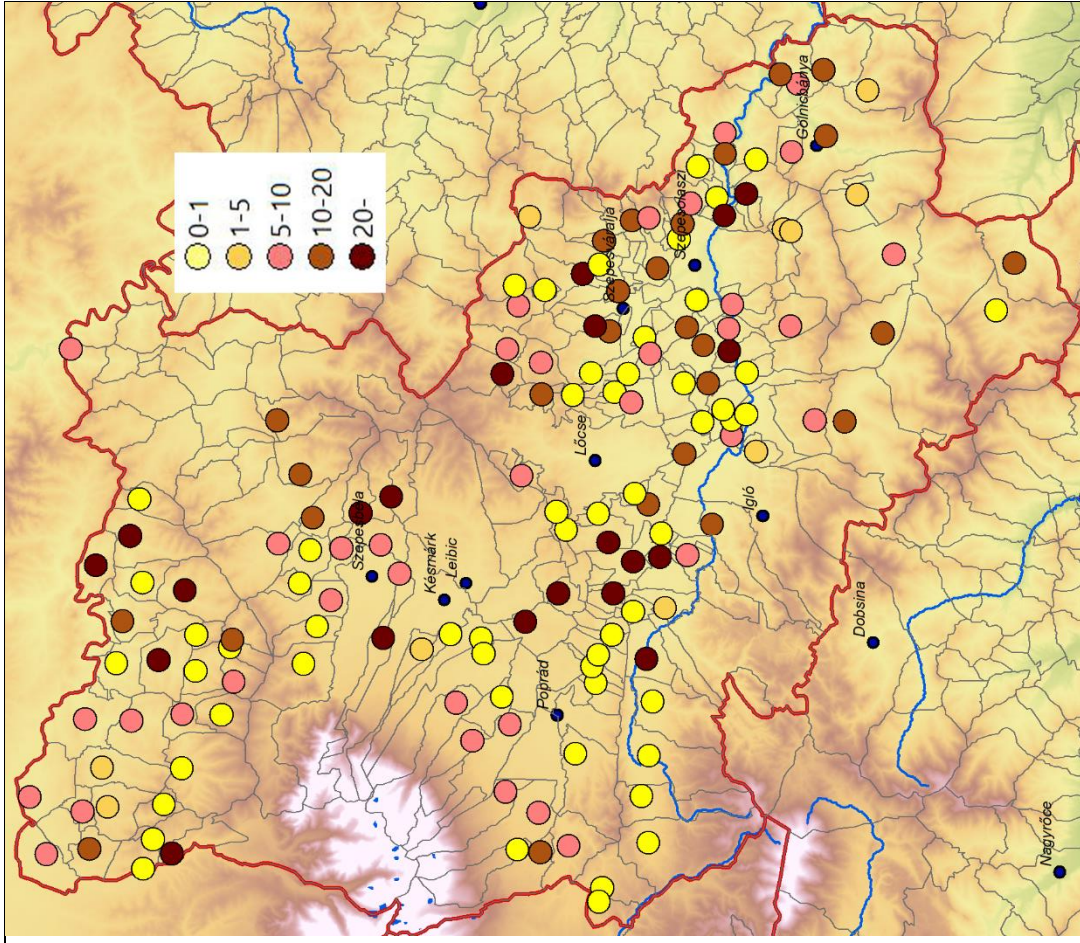 0-1
1-5
5-10
10-20
20-
Szepesbéla
Késmárk
Leibic
Poprád
Lőcse
Szepesváralja
Szepesolaszi
Gölnicbánya
Igló
Dobsina
Nagyrőce